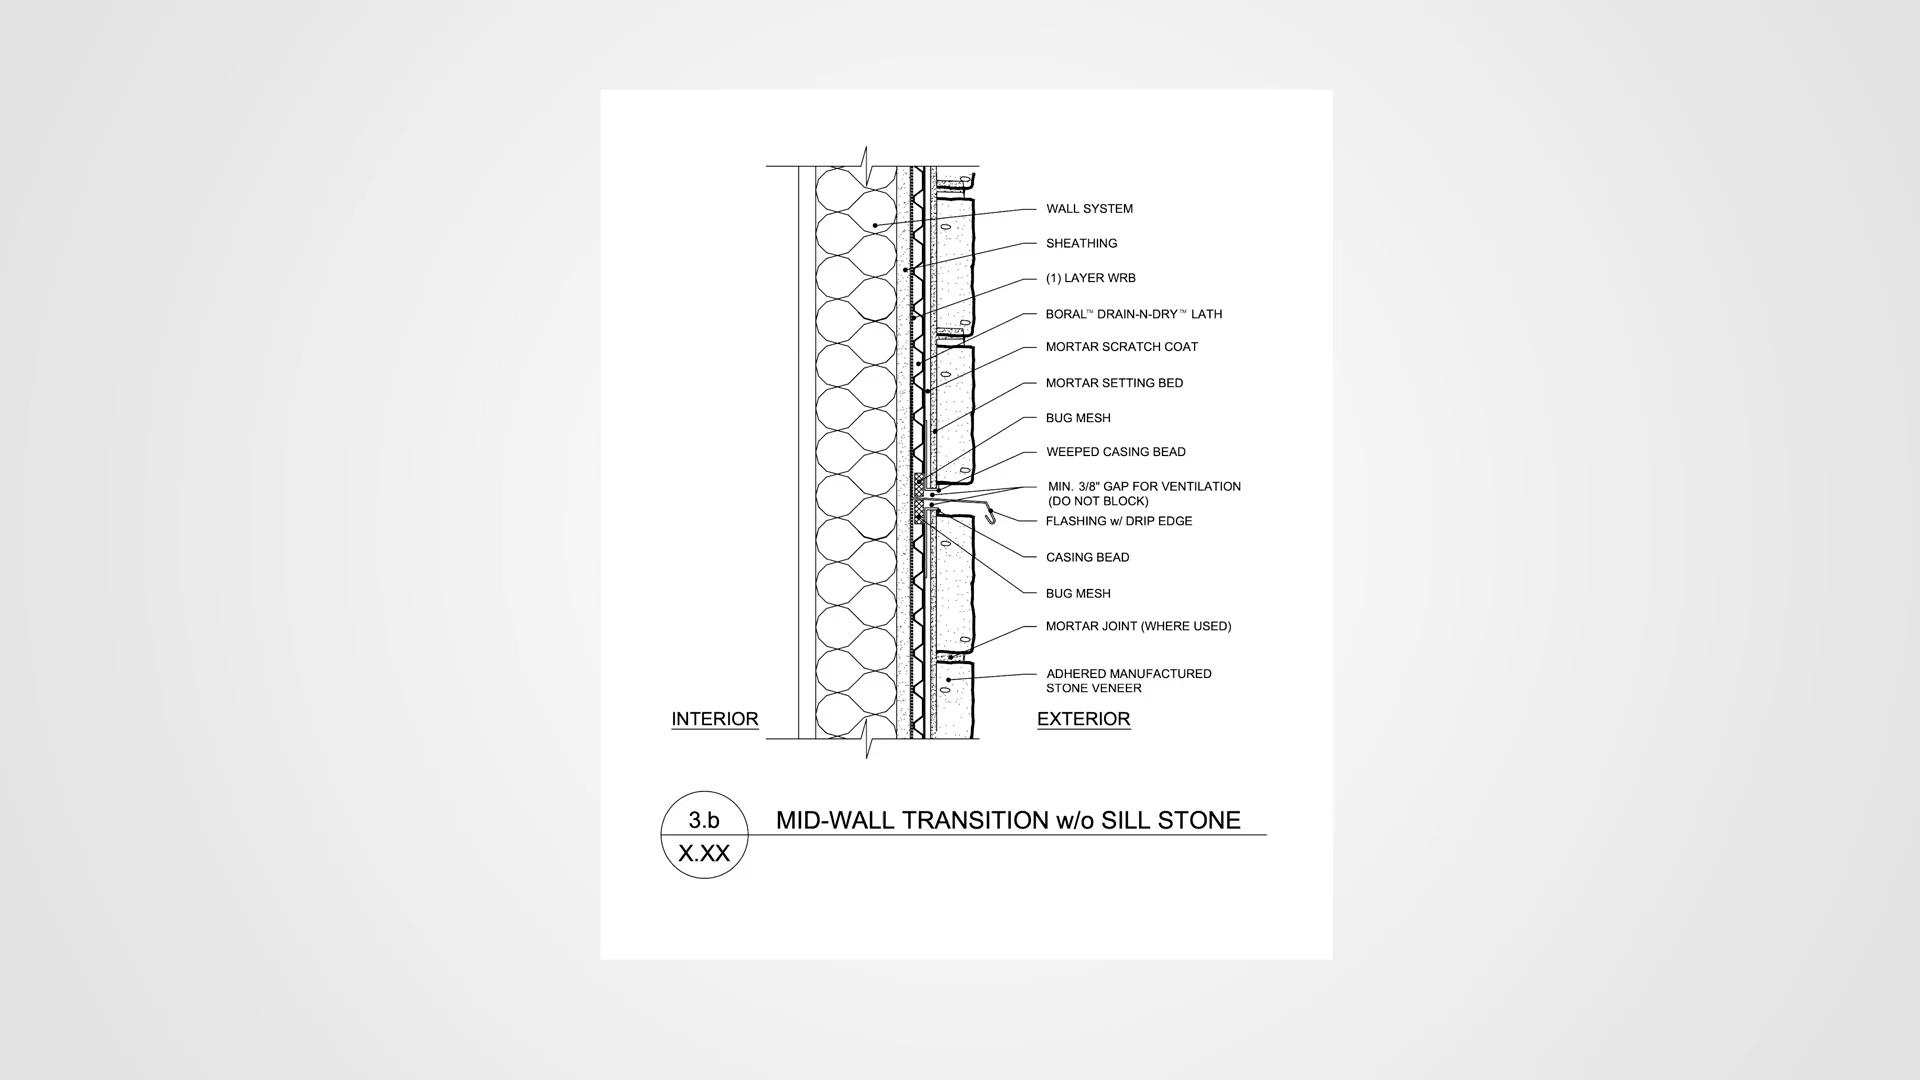 WALL SYSTEM
SHEATHING
(1) LAYER WRB
BORAL™ DRAIN-N-DRY™ LATH
MORTAR SCRATCH COAT
MORTAR SETTING BED
BUG MESH
WEEPED CASING BEAD
MIN. 3/8" GAP FOR VENTILATION
(DO NOT BLOCK)
FLASHING w/ DRIP EDGE
CASING BEAD
BUG MESH
MORTAR JOINT (WHERE USED)
ADHERED MANUFACTURED
STONE VENEER
INTERIOR
EXTERIOR
3.b
X.XX
MID-WALL TRANSITION w/o SILL STONE